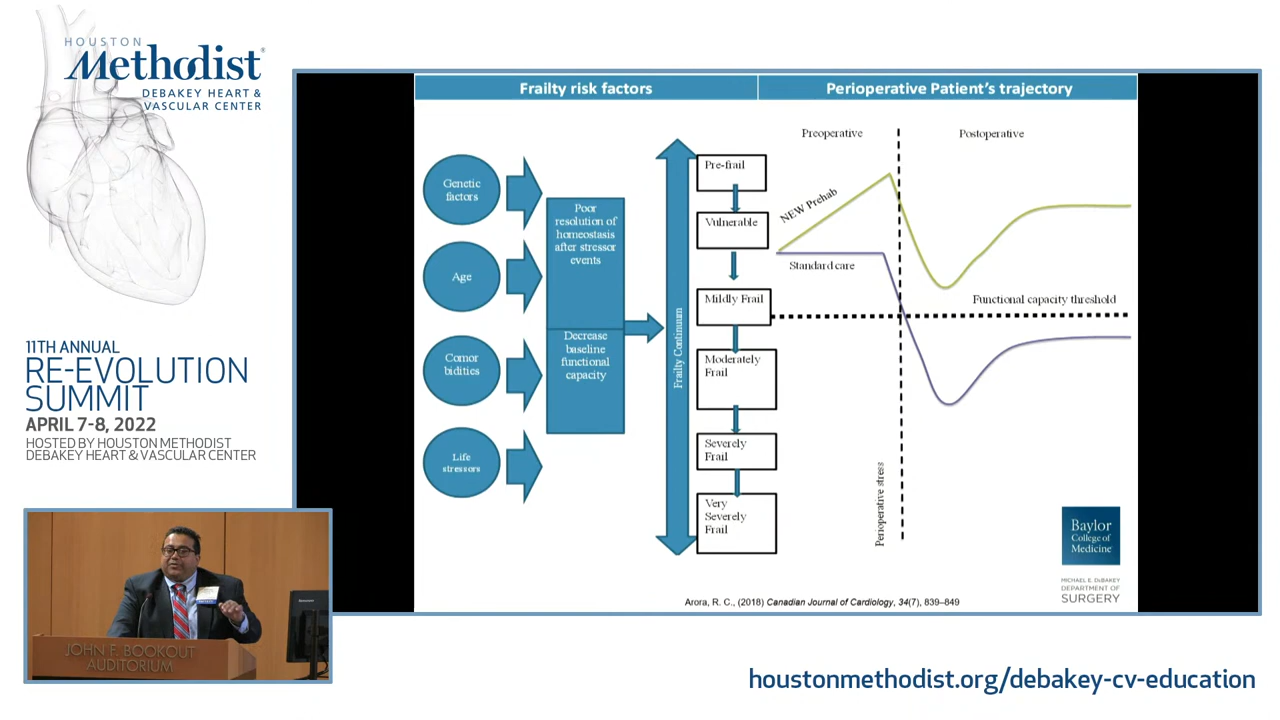 HOUSTON
Methodist
DEBAKEY HEART &
VASCULAR CENTER
11TH ANNUAL
RE-EVOLUTION
SUMMIT
APRIL 7-8, 2022
HOSTED BY HOUSTON METHODIST
DEBAKEY HEART & VASCULAR CENTER
JOHN F. BOOKOUT
AUDITORIUM
Frailty risk factors
Perioperative Patient's trajectory
Genetic
factors
Age
Comor
bidities
Life
stressors
Poor
resolution of
homeostasis
after stressor
events
Decrease
baseline
functional
capacity
Frailty Continuum
Pre-frail
Vulnerable
Mildly Frail
Moderately
Frail
Severely
Frail
Very
Severely
Frail
Preoperative
Postoperative
NEW Prehab
Standard care
Functional capacity threshold
Perioperative stress
Baylor
College of
Medicine
MICHAEL E. DEBAKEY
DEPARTMENT OF
SURGERY
Arora, R. C., (2018) Canadian Journal of Cardiology, 34(7), 839–849
houstonmethodist.org/debakey-cv-education